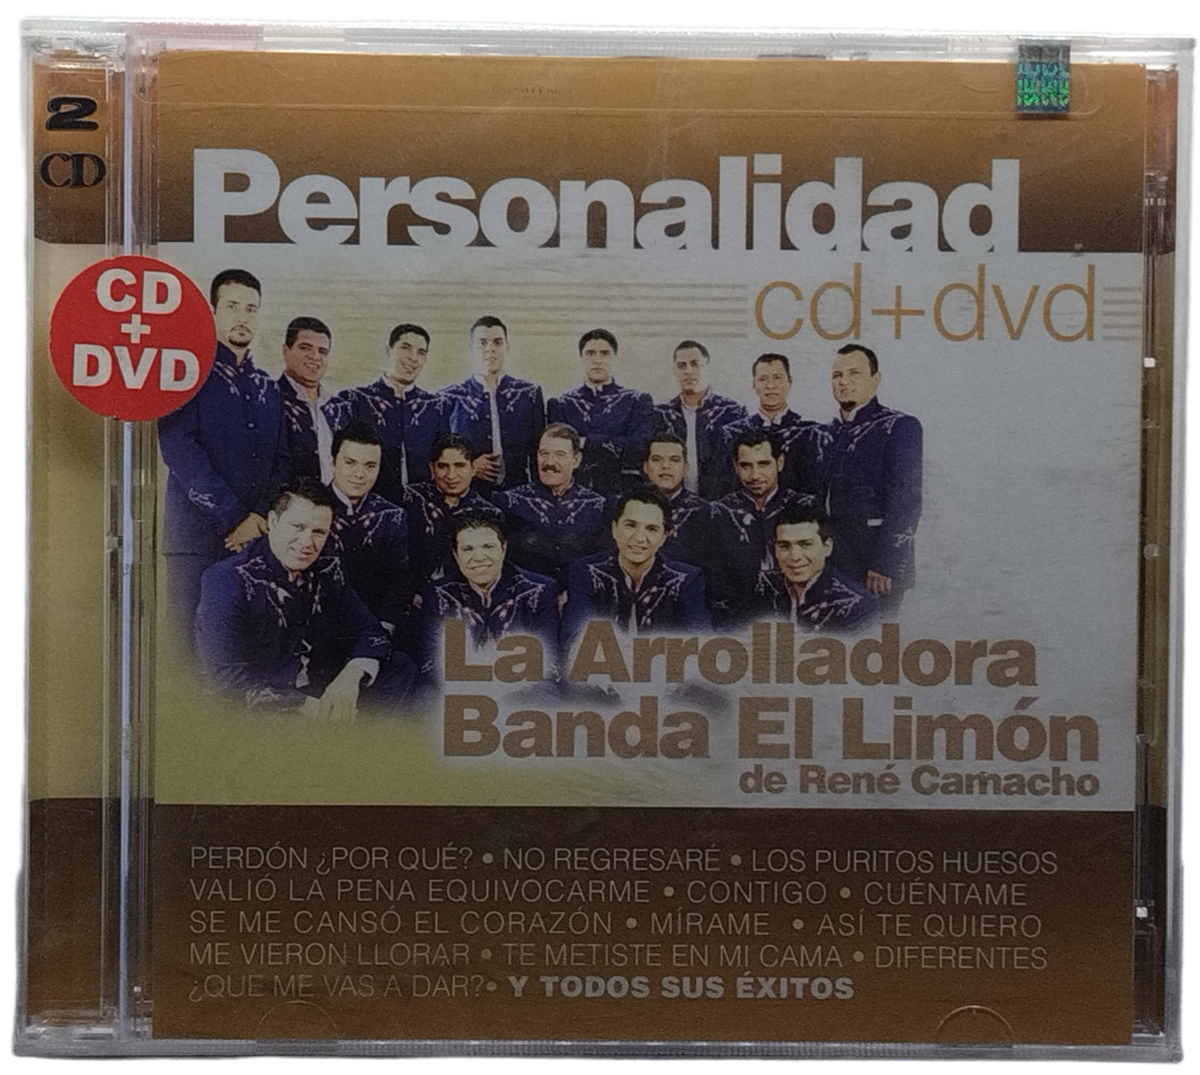 2
CD
Personalidad
cd+dvd
CD
+
DVD
La Arrolladora
Banda El Limón
de René Camacho
PERDÓN ¿POR QUÉ? • NO REGRESARÉ • LOS PURITOS HUESOS
VALIÓ LA PENA EQUIVOCARME • CONTIGO • CUÉNTAME
SE ME CANSÓ EL CORAZÓN • MÍRAME • ASÍ TE QUIERO
ME VIERON LLORAR • TE METISTE EN MI CAMA • DIFERENTES
¿QUE ME VAS A DAR? • Y TODOS SUS ÉXITOS